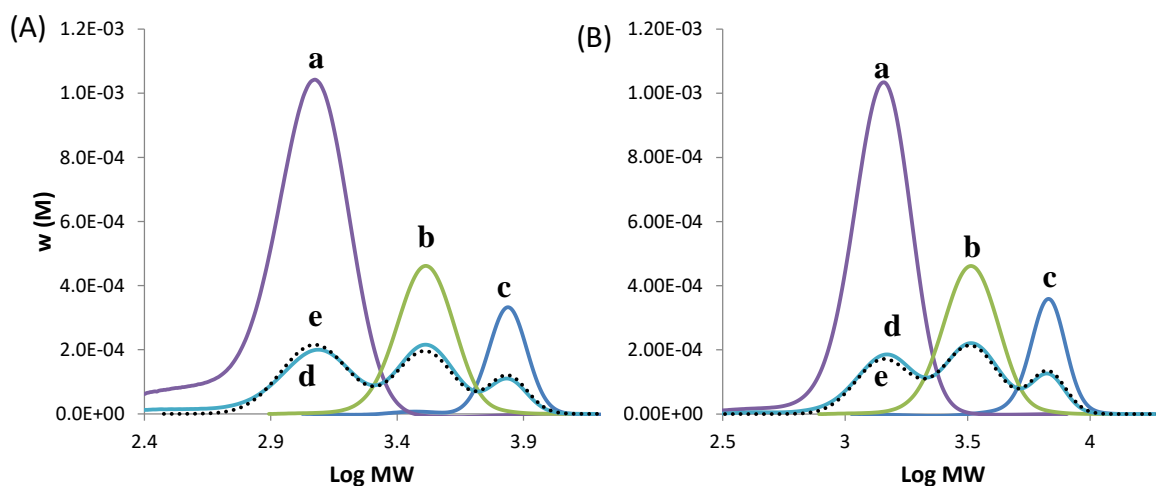 (A)
1.2E-03
1.0E-03
8.0E-04
6.0E-04
4.0E-04
2.0E-04
0.0E+00
w (M)
a
b
c
e
d
2.4 2.9 3.4 3.9
Log MW
(B)
1.20E-03
1.00E-03
8.00E-04
6.00E-04
4.00E-04
2.00E-04
0.00E+00
a
b
c
d
e
2.5 3 3.5 4
Log MW